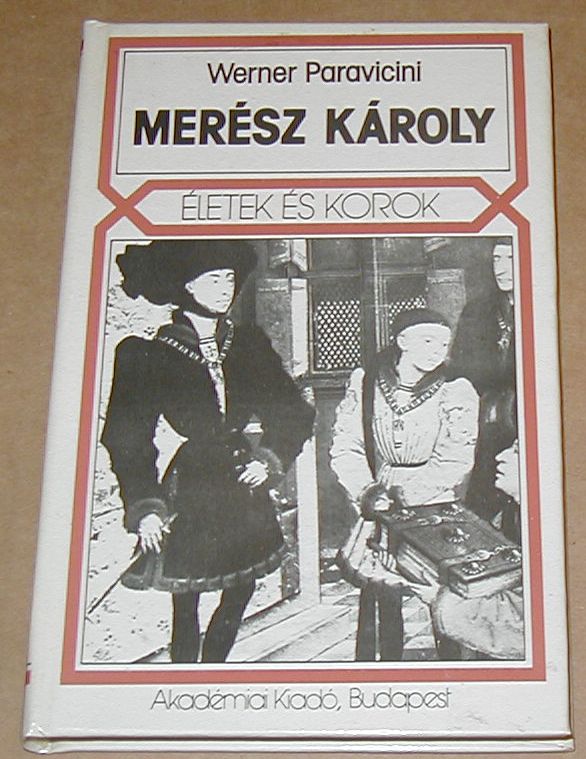 Werner Paravicini
MERÉSZ KÁROLY
ÉLETEK ÉS KOROK
Akadémiai Kiadó, Budapest